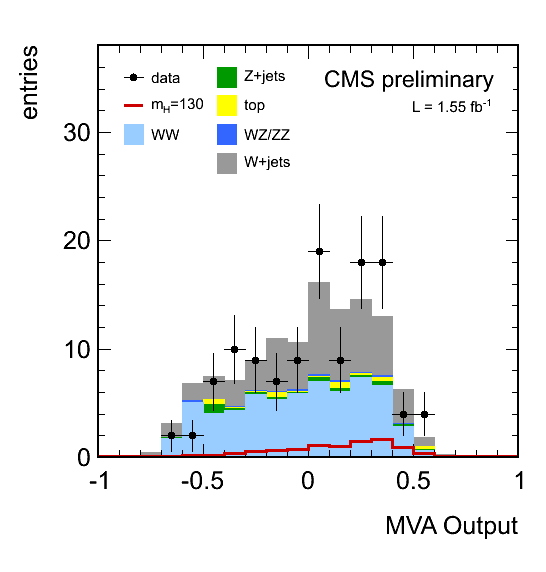 entries
CMS preliminary
L = 1.55 fb⁻¹
data
m_H=130
WW
Z+jets
top
WZ/ZZ
W+jets
30
20
10
0
-1
-0.5
0
0.5
1
MVA Output